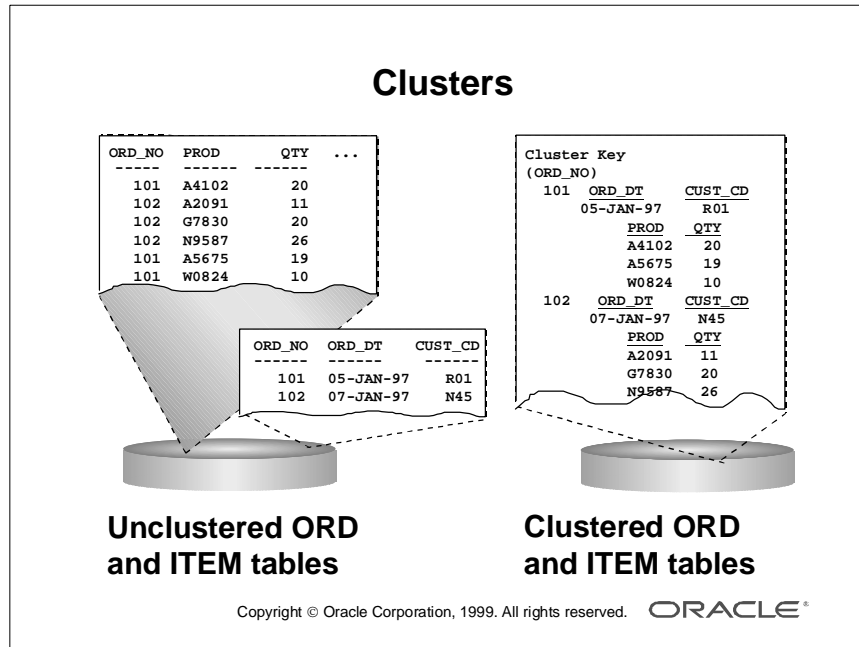 Clusters
ORD_NO PROD QTY ...
----- ------ ------
101 A4102 20
102 A2091 11
102 G7830 20
102 N9587 26
101 A5675 19
101 W0824 10
ORD_NO ORD_DT CUST_CD
------ ------ ------
101 05-JAN-97 R01
102 07-JAN-97 N45
Unclustered ORD
and ITEM tables
Cluster Key
(ORD_NO)
101 ORD_DT CUST_CD
05-JAN-97 R01
PROD QTY
A4102 20
A5675 19
W0824 10
102 ORD_DT CUST_CD
07-JAN-97 N45
PROD QTY
A2091 11
G7830 20
N9587 26
Clustered ORD
and ITEM tables
Copyright © Oracle Corporation, 1999. All rights reserved. ORACLE®